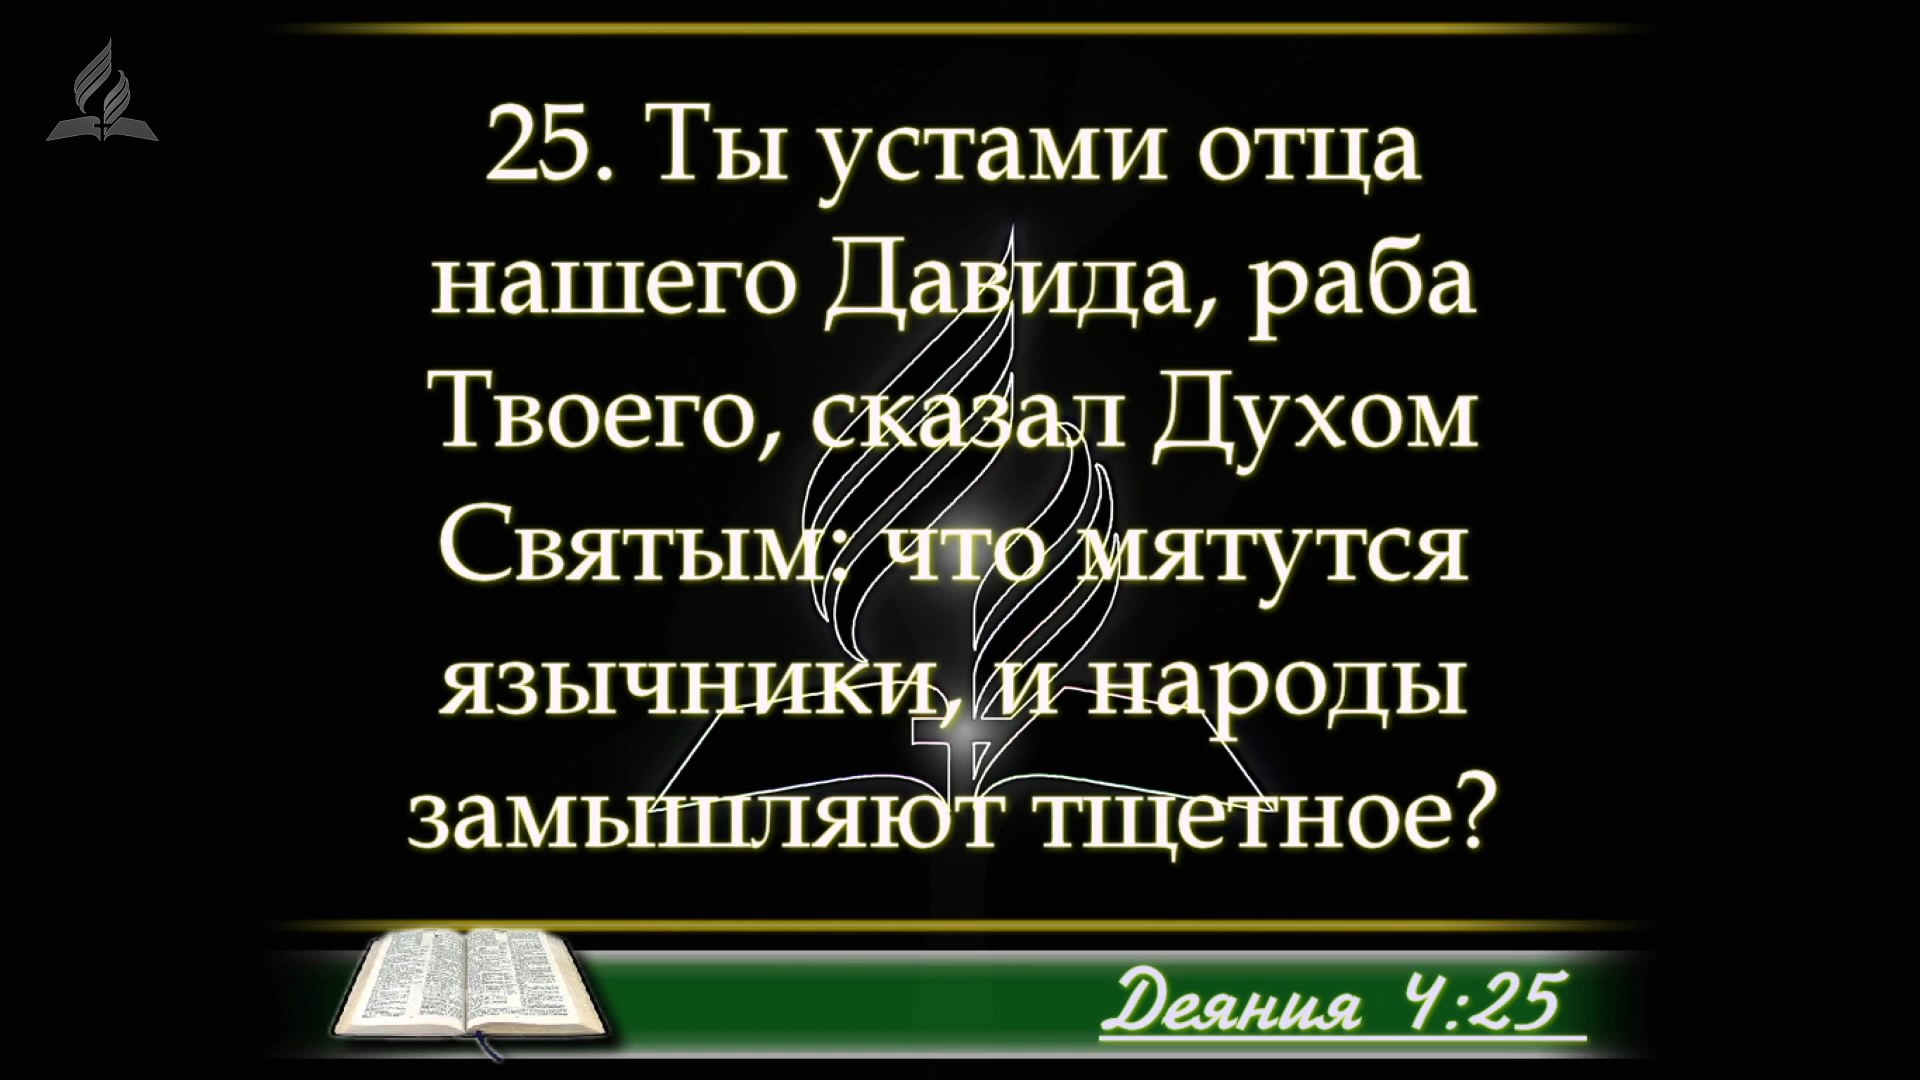 25. Ты устами отца
нашего Давида, раба
Твоего, сказал Духом
Святым: что мятутся
язычники, и народы
замышляют тщетное?
Деяния 4:25